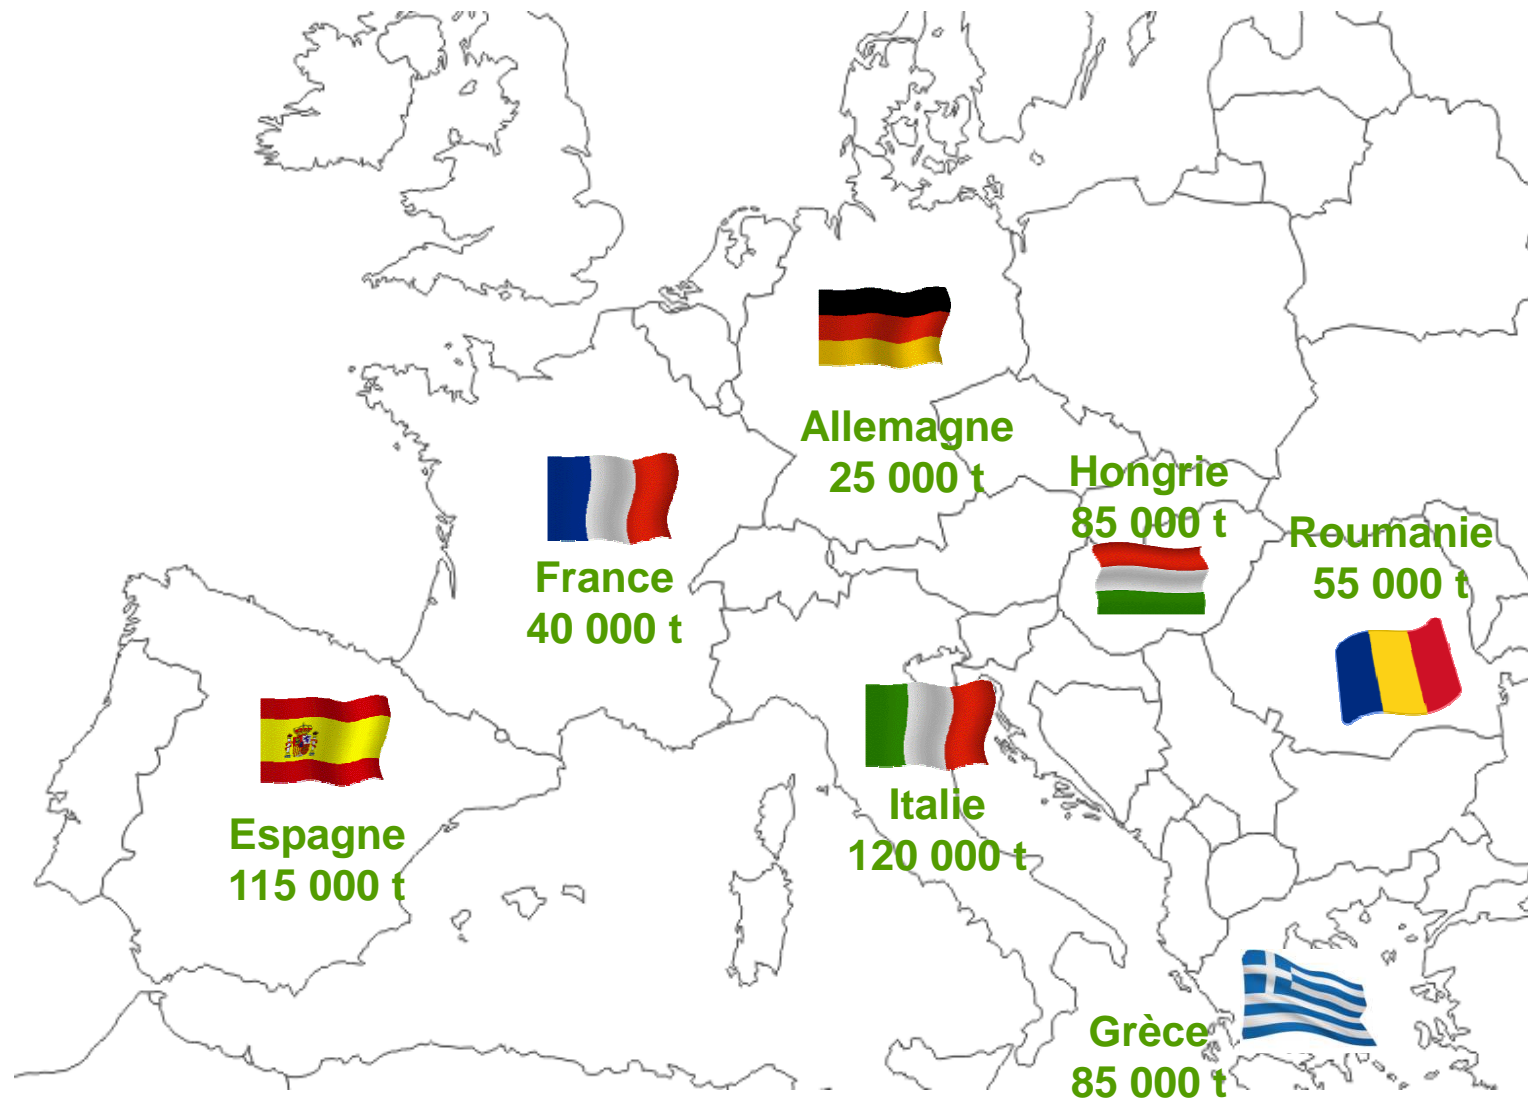 Allemagne
25 000 t
Hongrie
85 000 t
Roumanie
55 000 t
France
40 000 t
Italie
120 000 t
Espagne
115 000 t
Grèce
85 000 t